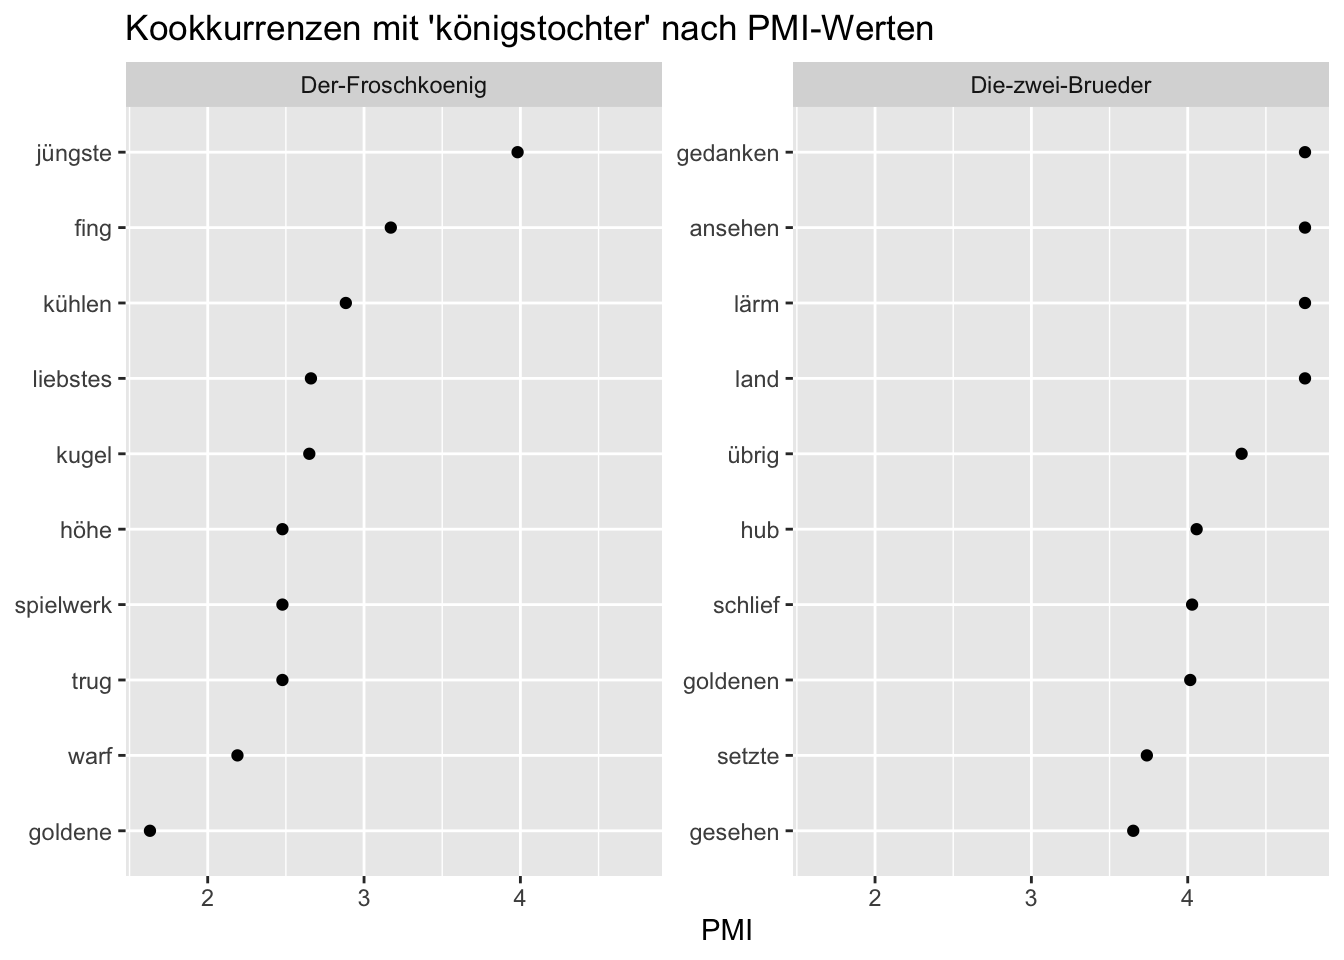 Kookkurrenzen mit 'königstochter' nach PMI-Werten
Der-Froschkoenig
jüngste
fing
kühlen
liebstes
kugel
höhe
spielwerk
trug
warf
goldene
2 3 4
Die-zwei-Brueder
gedanken
ansehen
lärm
land
übrig
hub
schlief
goldenen
setzte
gesehen
2 3 4
PMI